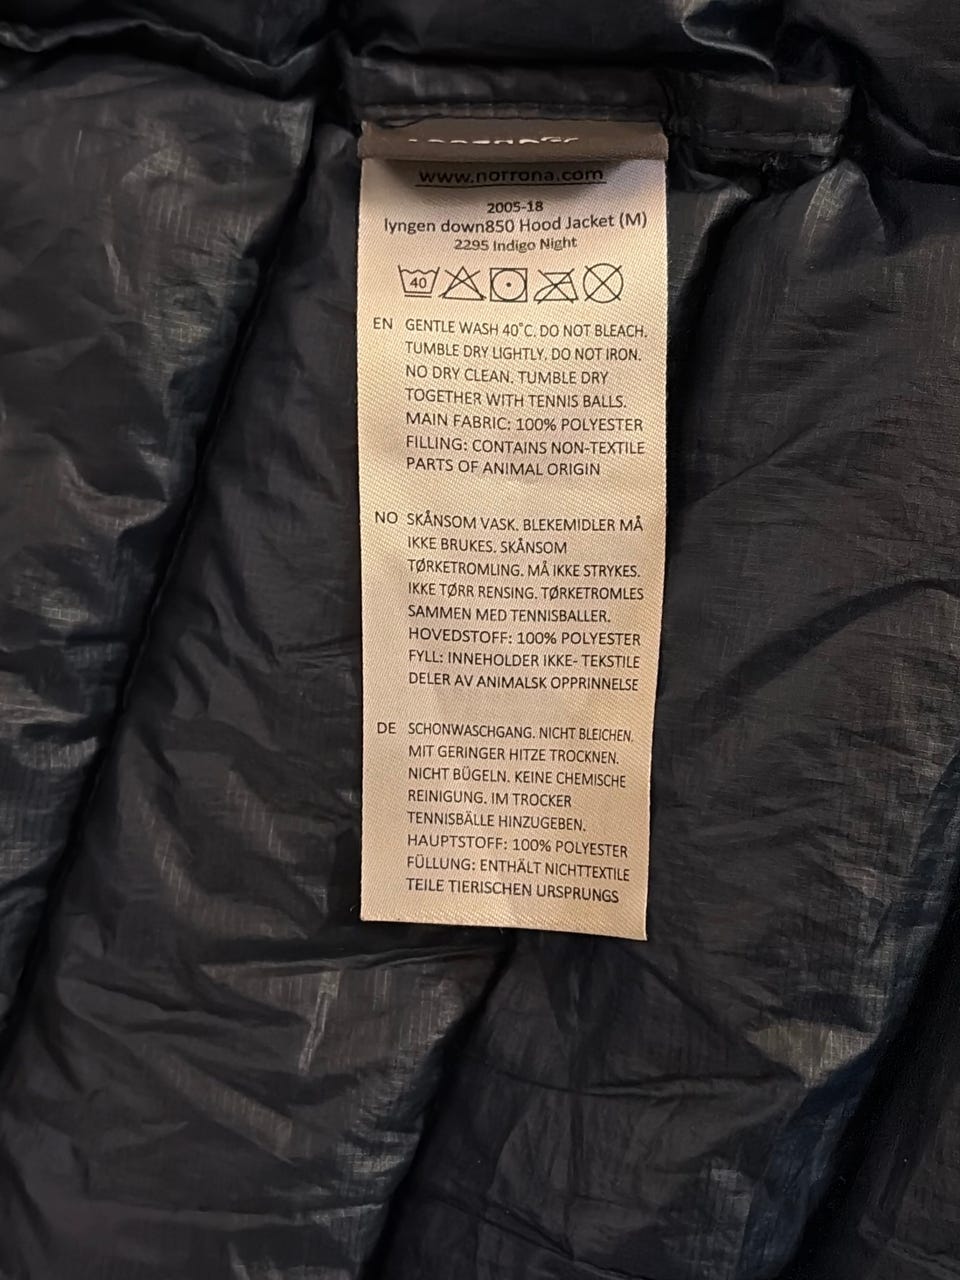 www.norrona.com
2005-18
lyngen down850 Hood Jacket (M)
2295 Indigo Night
40
EN GENTLE WASH 40°C. DO NOT BLEACH.
TUMBLE DRY LIGHTLY. DO NOT IRON.
NO DRY CLEAN. TUMBLE DRY
TOGETHER WITH TENNIS BALLS.
MAIN FABRIC: 100% POLYESTER
FILLING: CONTAINS NON-TEXTILE
PARTS OF ANIMAL ORIGIN
NO SKÅNSOM VASK. BLEKEMIDLER MÅ
IKKE BRUKES. SKÅNSOM
TØRKETROMLING. MÅ IKKE STRYKES.
IKKE TØRR RENSING. TØRKETROMLES
SAMMEN MED TENNISBALLER.
HOVEDSTOFF: 100% POLYESTER
FYLL: INNEHOLDER IKKE- TEKSTILE
DELER AV ANIMALSK OPPRINNELSE
DE SCHONWASCHGANG. NICHT BLEICHEN.
MIT GERINGER HITZE TROCKNEN.
NICHT BÜGELN. KEINE CHEMISCHE
REINIGUNG. IM TROCKER
TENNISBÄLLE HINZUGEBEN.
HAUPTSTOFF: 100% POLYESTER
FÜLLUNG: ENTHÄLT NICHTTEXTILE
TEILE TIERISCHEN URSPRUNGS